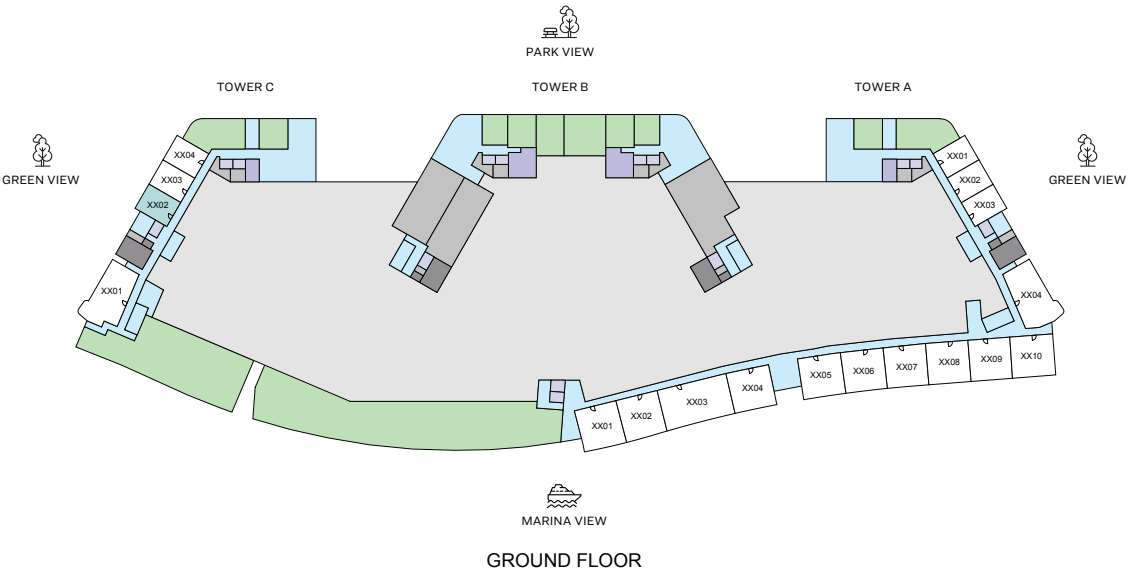 PARK VIEW
TOWER C
TOWER B
TOWER A
GREEN VIEW
GREEN VIEW
XX04
XX03
XX02
XX01
XX01
XX02
XX03
XX04
XX01
XX02
XX03
XX04
XX05
XX06
XX07
XX08
XX09
XX10
MARINA VIEW
GROUND FLOOR